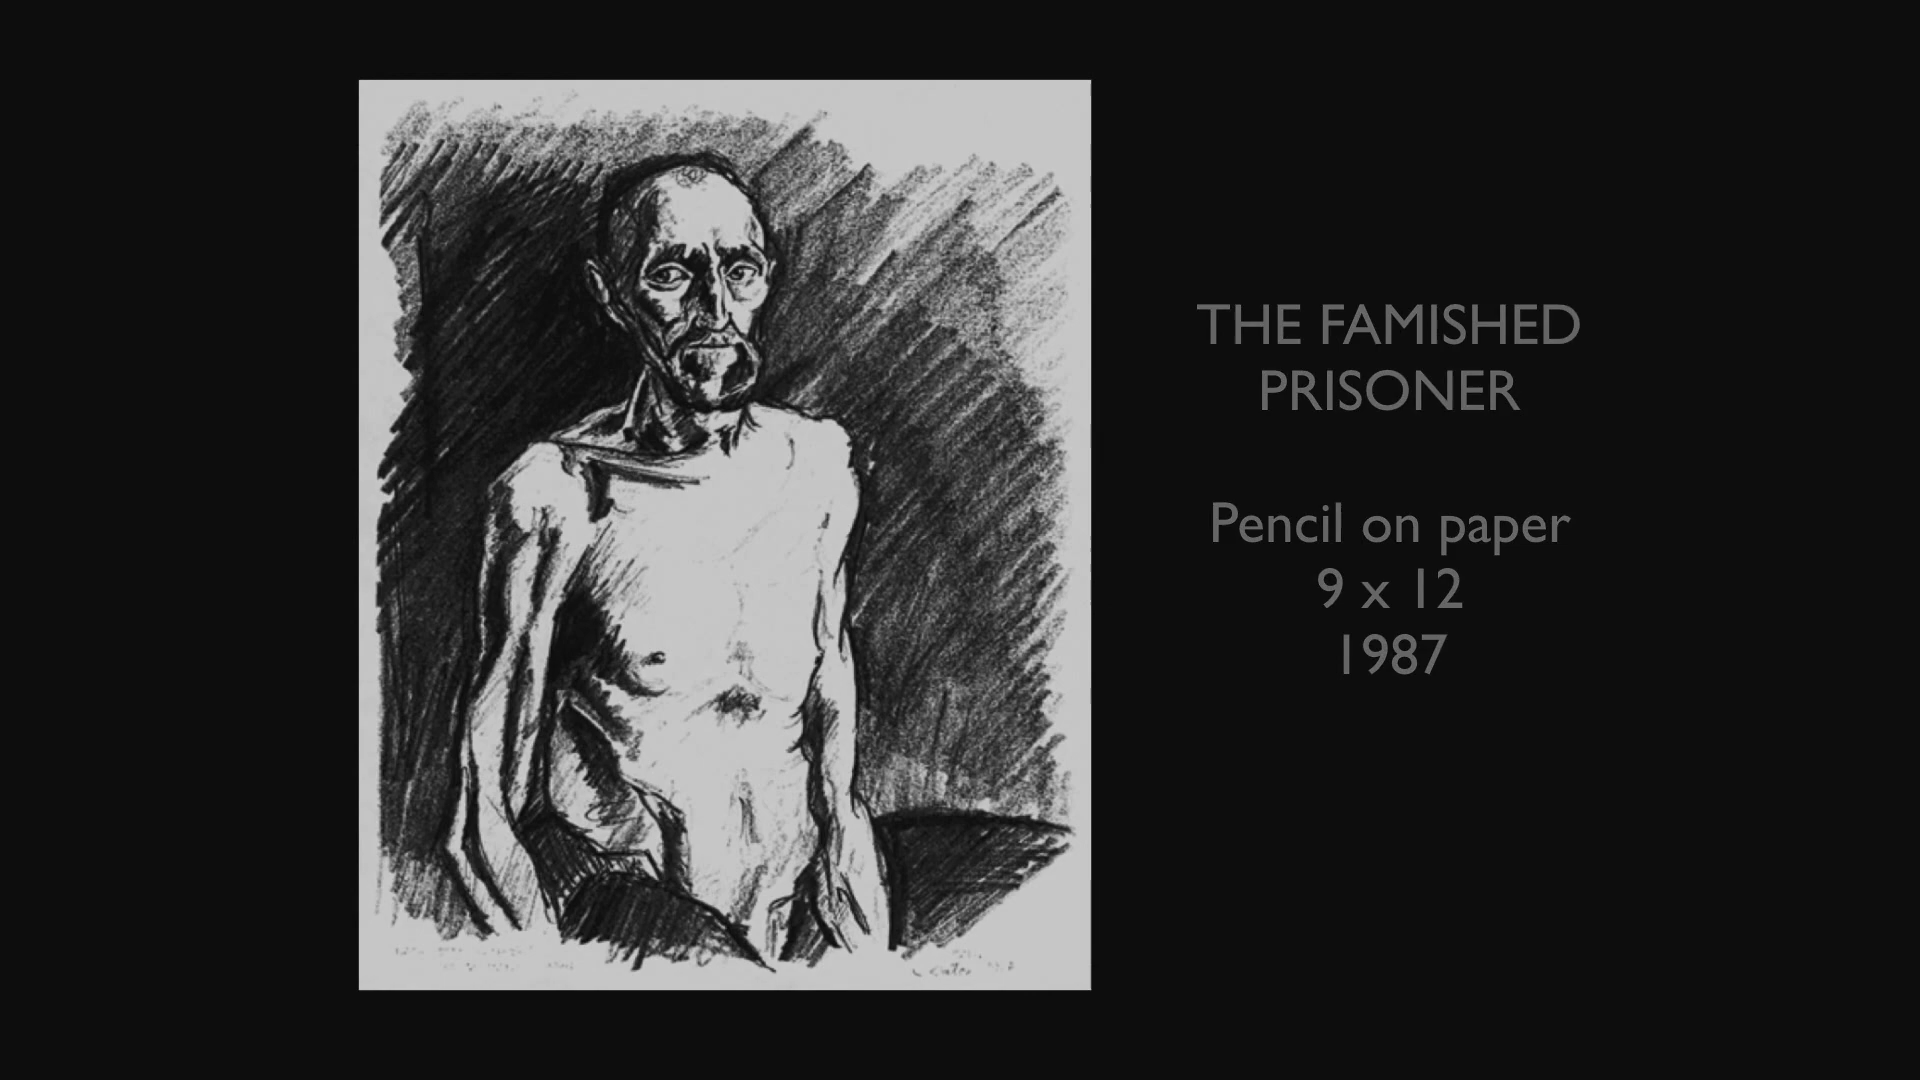 THE FAMISHED
PRISONER
Pencil on paper
9 x 12
1987